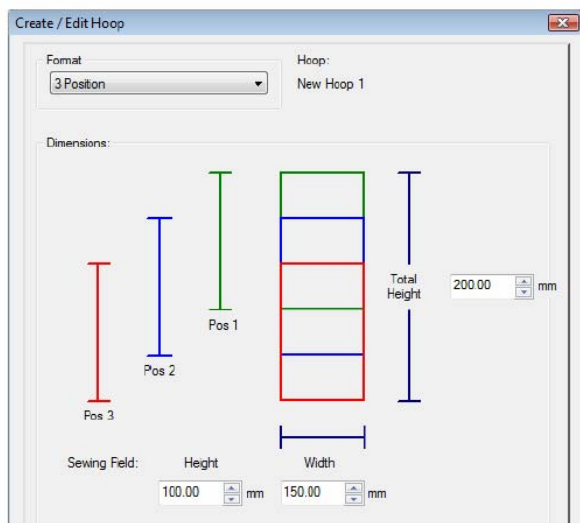 Create / Edit Hoop
Format
Hoop:
3 Position
New Hoop 1
Dimensions:
Total
Height
200.00 mm
Pos 1
Pos 2
Pos 3
Sewing Field: Height Width
100.00 mm 150.00 mm